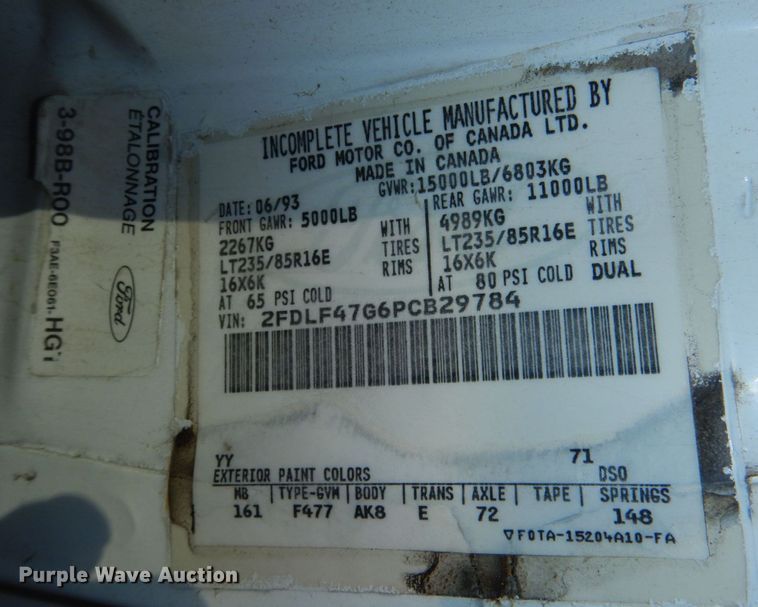 CALIBRATION
ÉTALONNAGE
3-98B-R00
F3AE-6E061-
Ford
INCOMPLETE VEHICLE MANUFACTURED BY
FORD MOTOR CO. OF CANADA LTD.
MADE IN CANADA
GVWR:15000LB/6803KG
DATE: 06/93
FRONT GAWR: 5000LB
2267KG WITH
LT235/85R16E TIRES
16X6K RIMS
AT 65 PSI COLD
REAR GAWR: 11000LB
4989KG WITH
LT235/85R16E TIRES
16X6K RIMS
AT 80 PSI COLD DUAL
VIN: 2FDLF47G6PCB29784
YY 71
EXTERIOR PAINT COLORS DSO
WB TYPE-GVM BODY TRANS AXLE TAPE SPRINGS
161 F477 AK8 E 72 148
F0TA-15204A10-FA
Purple Wave Auction